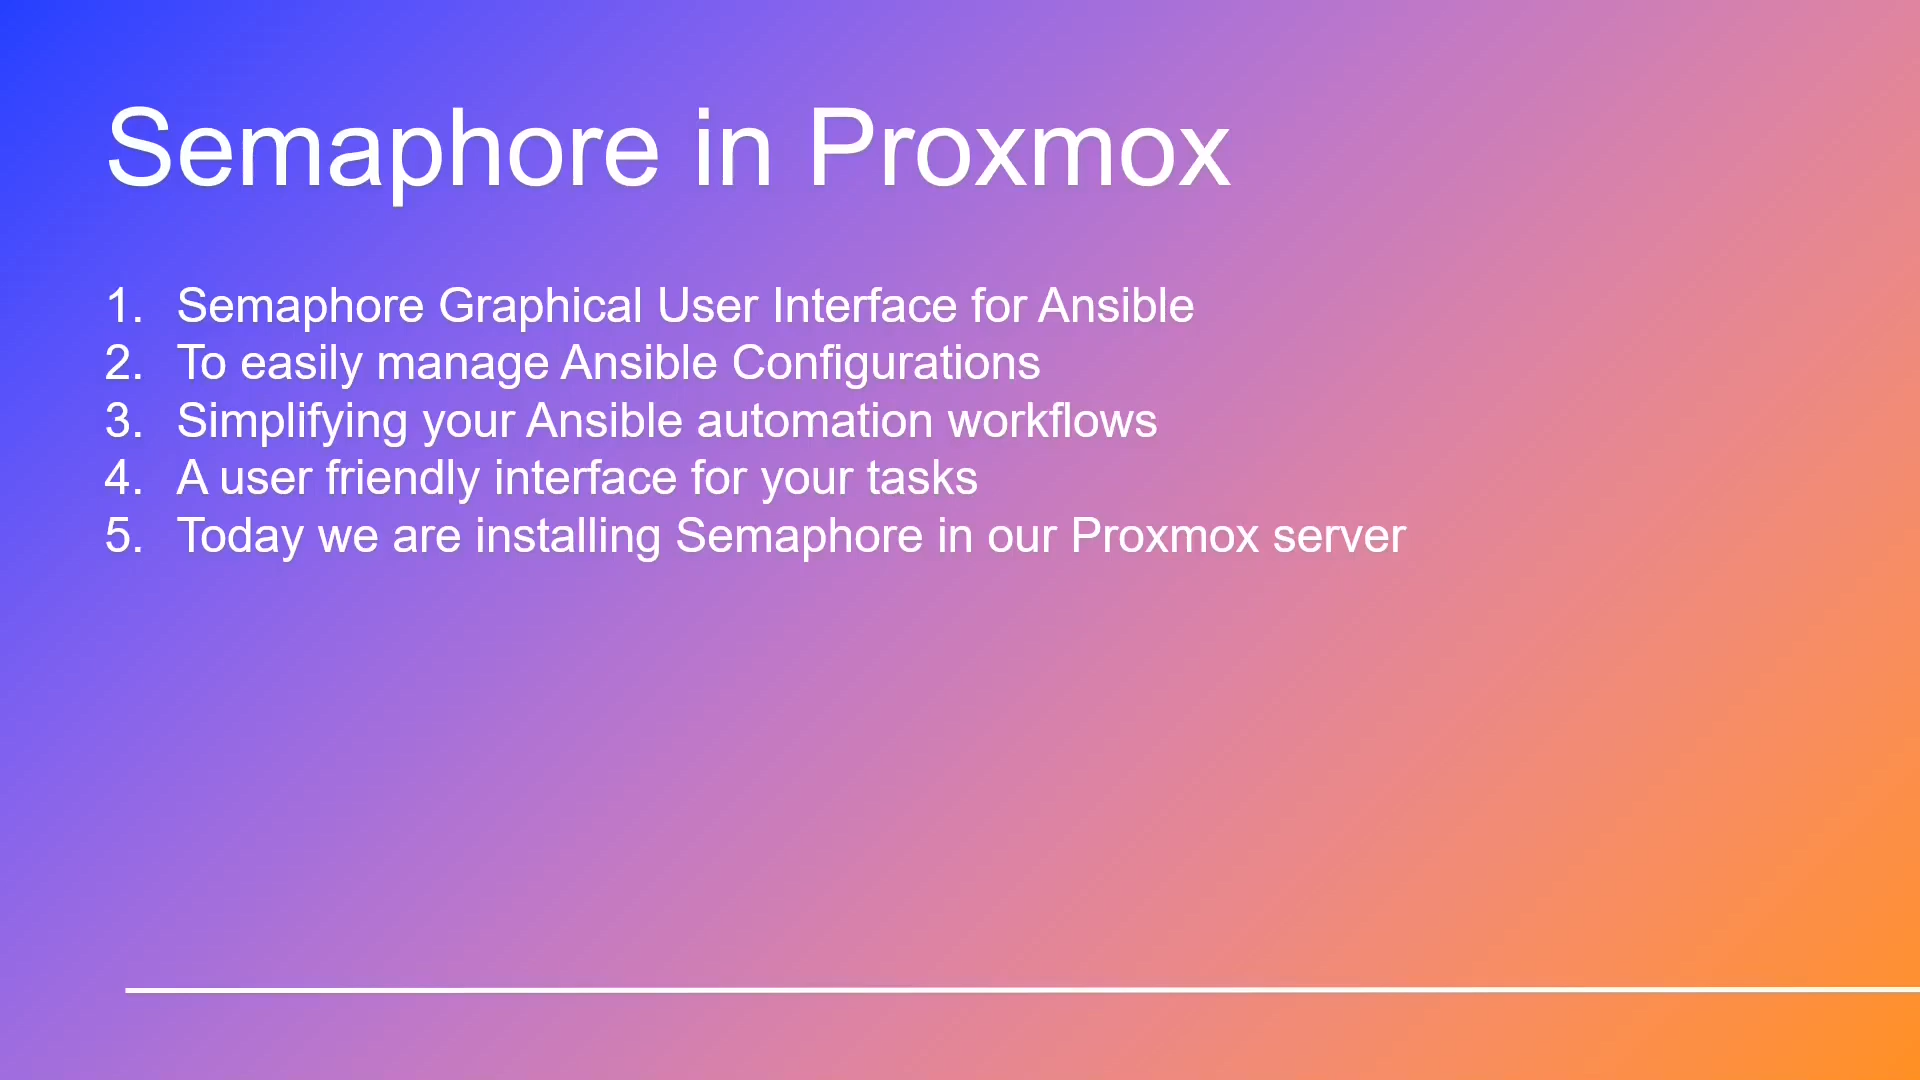 Semaphore in Proxmox
1. Semaphore Graphical User Interface for Ansible
2. To easily manage Ansible Configurations
3. Simplifying your Ansible automation workflows
4. A user friendly interface for your tasks
5. Today we are installing Semaphore in our Proxmox server